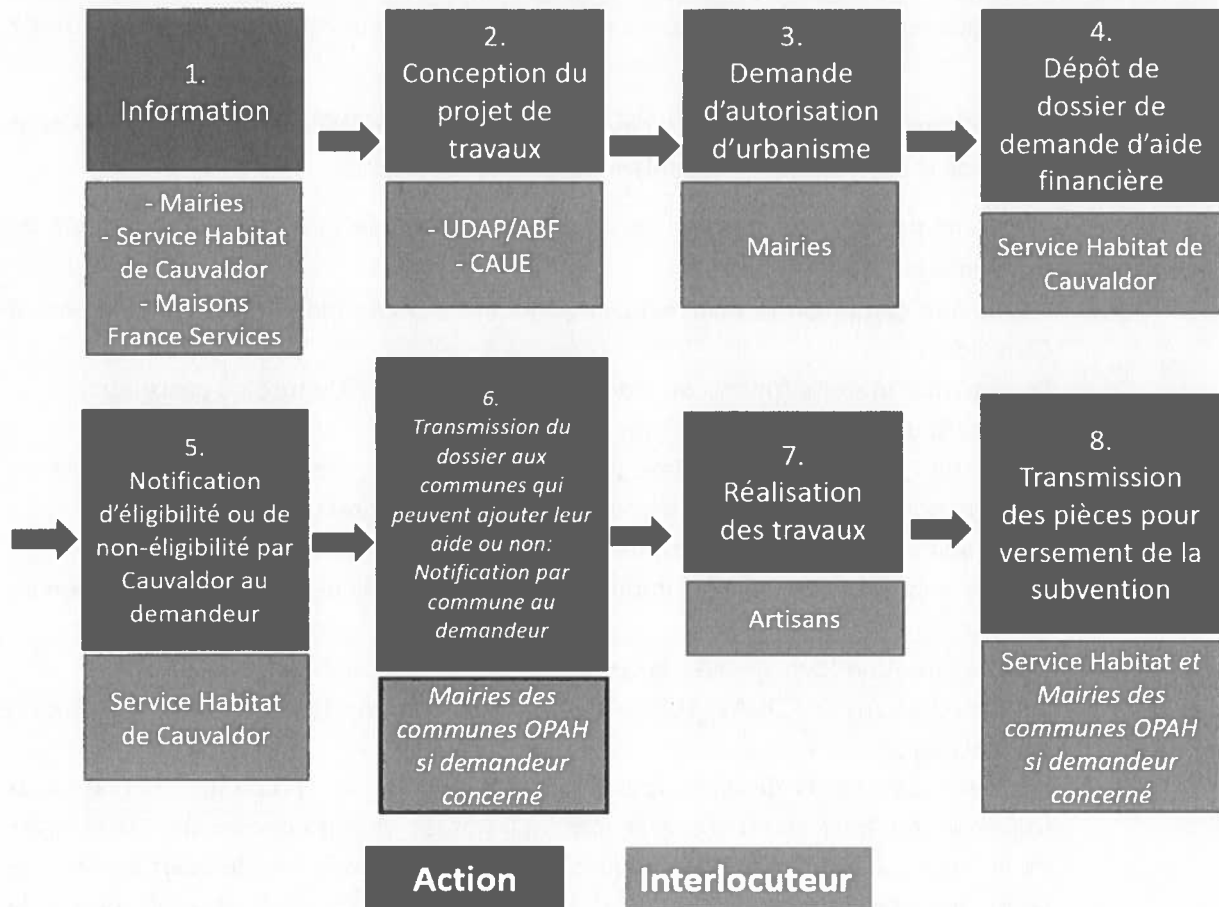 1.
Information
- Mairies
- Service Habitat
de Cauvaldor
- Maisons
France Services
2.
Conception du
projet de
travaux
- UDAP/ABF
- CAUE
3.
Demande
d'autorisation
d'urbanisme
Mairies
4.
Dépôt de
dossier de
demande d'aide
financière
Service Habitat de
Cauvaldor
5.
Notification
d'éligibilité ou de
non-éligibilité par
Cauvaldor au
demandeur
Service Habitat
de Cauvaldor
6.
Transmission du
dossier aux
communes qui
peuvent ajouter leur
aide ou non:
Notification par
commune au
demandeur
Mairies des
communes OPAH
si demandeur
concerné
7.
Réalisation
des travaux
Artisans
8.
Transmission
des pièces pour
versement de la
subvention
Service Habitat et
Mairies des
communes OPAH
si demandeur
concerné
Action
Interlocuteur